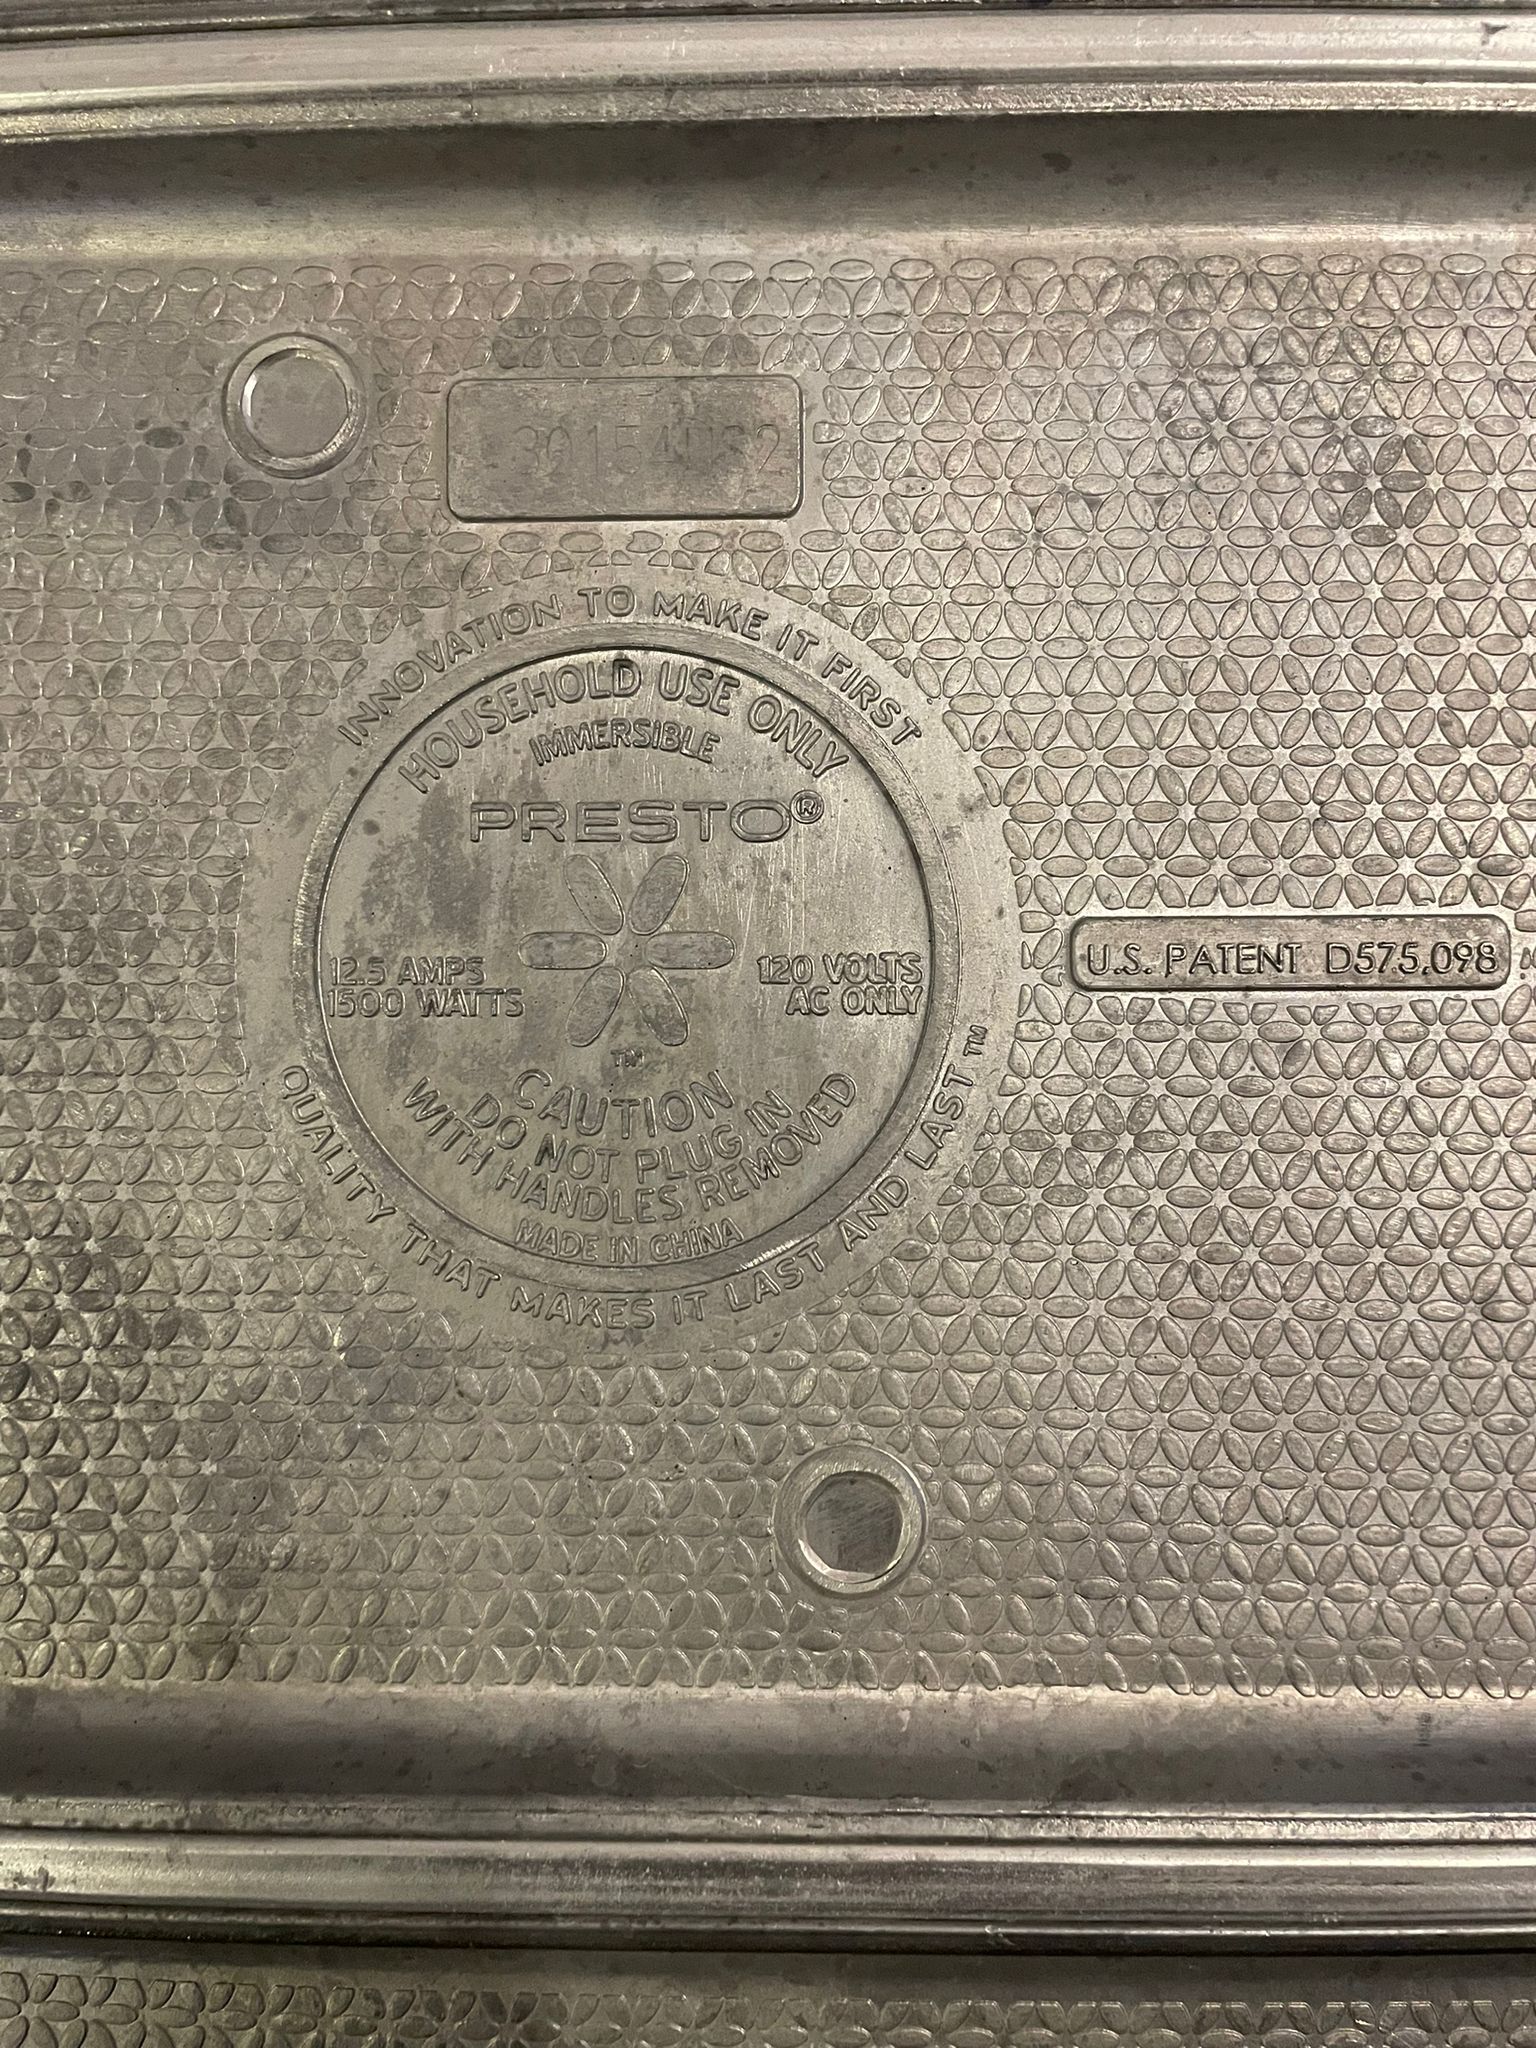 INNOVATION TO MAKE IT FIRST
HOUSEHOLD USE ONLY
IMMERSIBLE
PRESTO®
12.5 AMPS
1500 WATTS
120 VOLTS
AC ONLY
™
CAUTION
DO NOT PLUG IN
WITH HANDLES REMOVED
MADE IN CHINA
QUALITY THAT MAKES IT LAST AND LAST™
U.S. PATENT D575,098